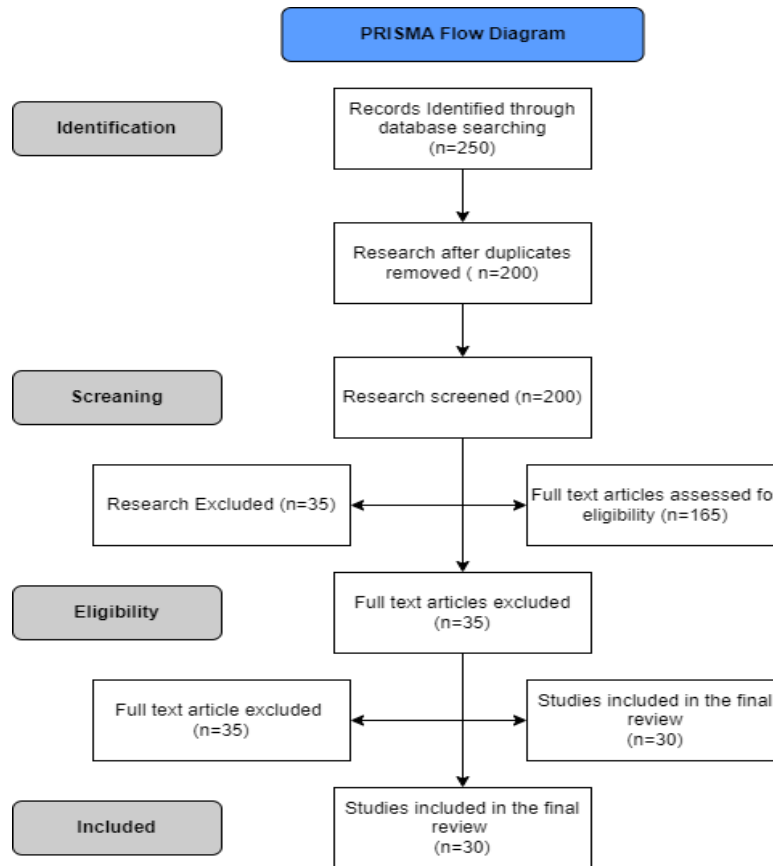 PRISMA Flow Diagram
Identification
Records Identified through
database searching
(n=250)
Research after duplicates
removed ( n=200)
Screaning
Research screened (n=200)
Research Excluded (n=35)
Full text articles assessed fo
eligibility (n=165)
Eligibility
Full text articles excluded
(n=35)
Full text article excluded
(n=35)
Studies included in the final
review
(n=30)
Included
Studies included in the final
review
(n=30)